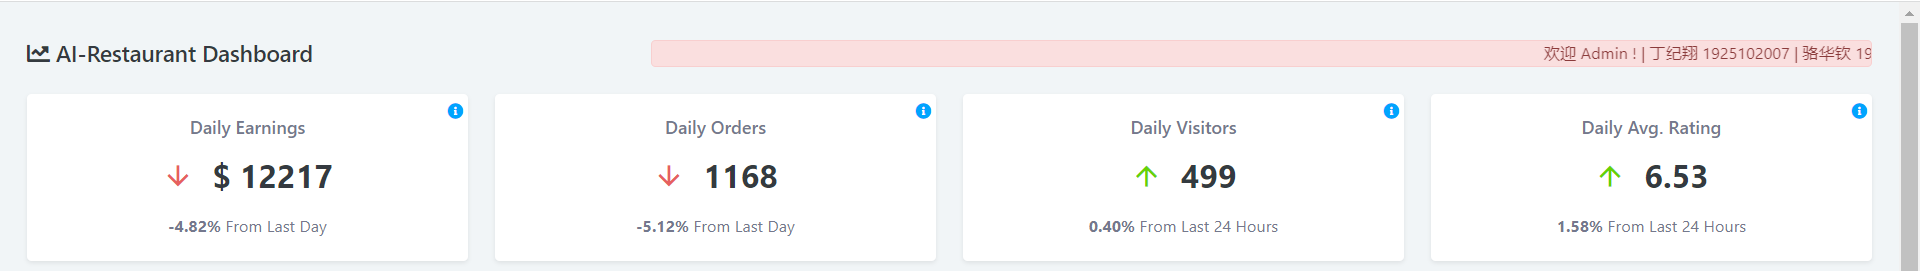 AI-Restaurant Dashboard
欢迎 Admin ! | 丁纪翔 1925102007 | 骆华钦 19
Daily Earnings
$ 12217
-4.82% From Last Day
Daily Orders
1168
-5.12% From Last Day
Daily Visitors
499
0.40% From Last 24 Hours
Daily Avg. Rating
6.53
1.58% From Last 24 Hours